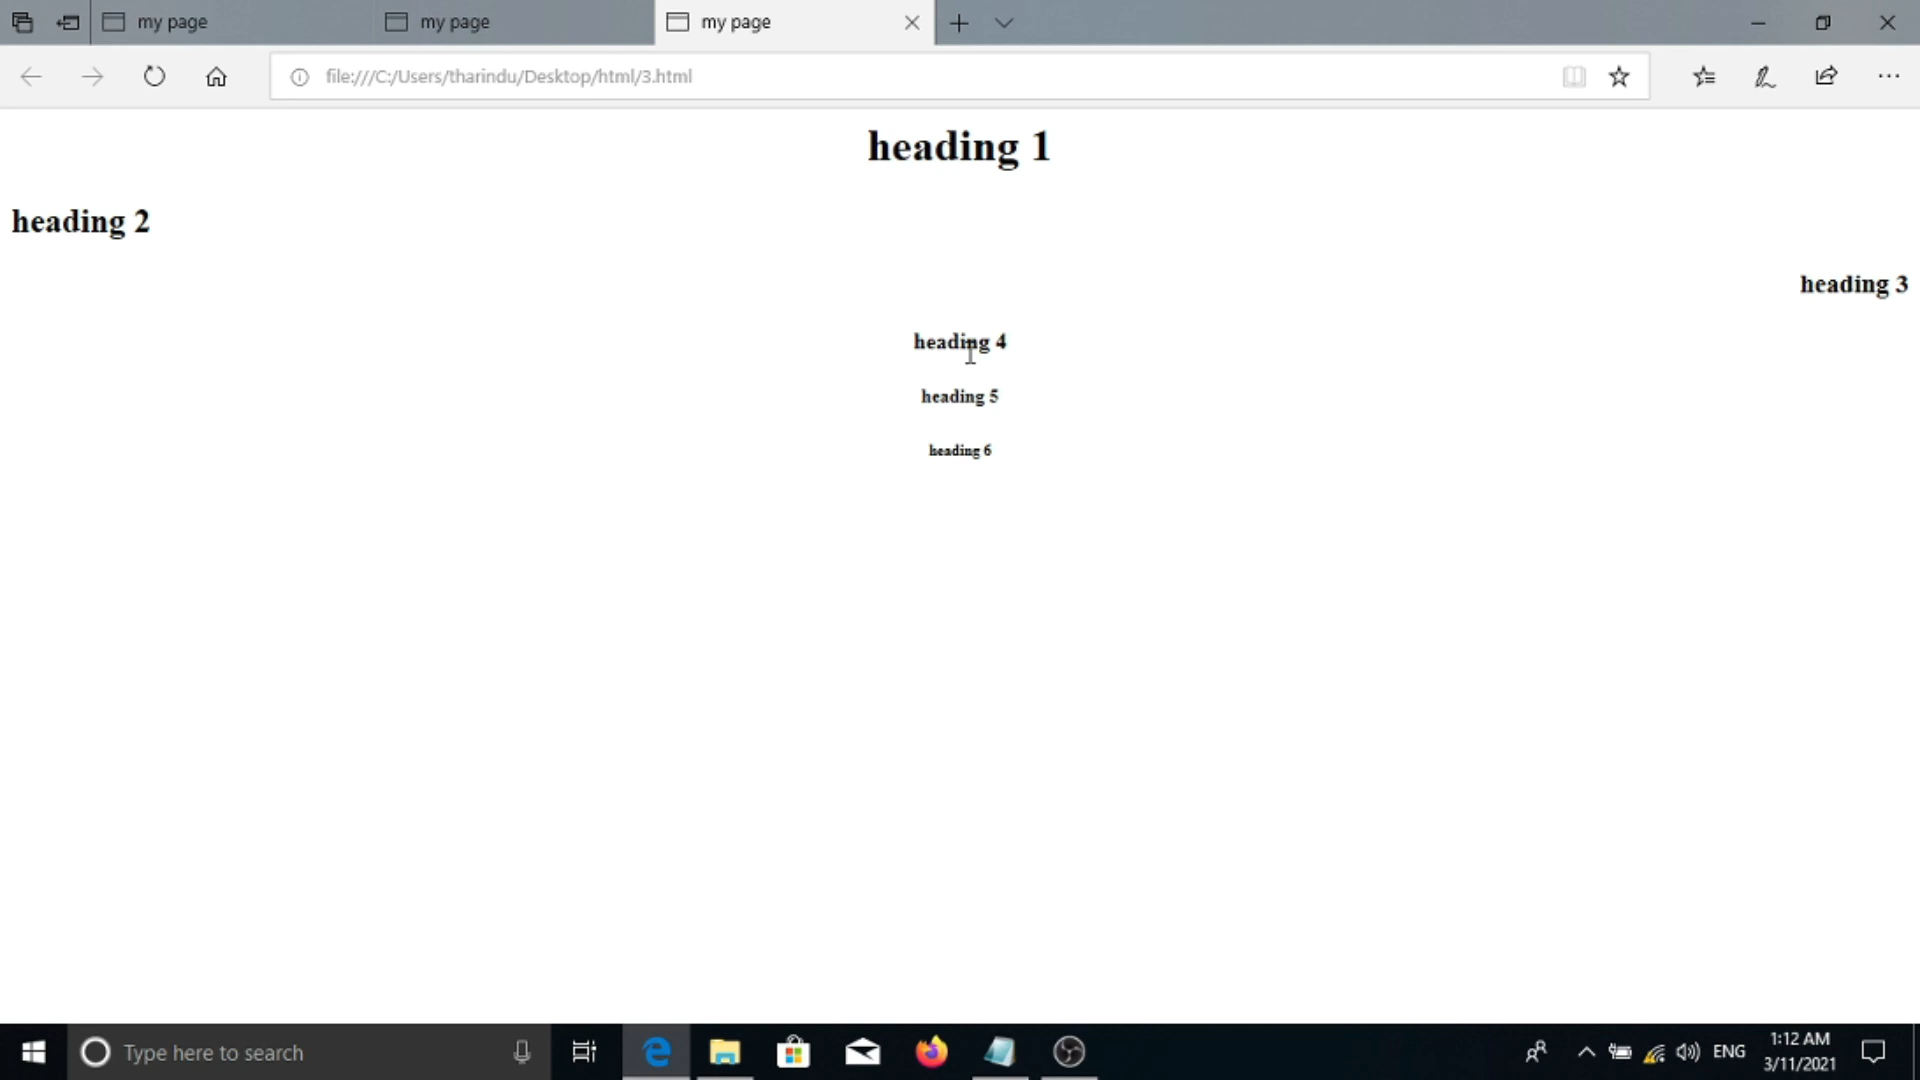 my page
my page
my page
file:///C:/Users/tharindu/Desktop/html/3.html
heading 1
heading 2
heading 3
heading 4
heading 5
heading 6
Type here to search
ENG
1:12 AM
3/11/2021